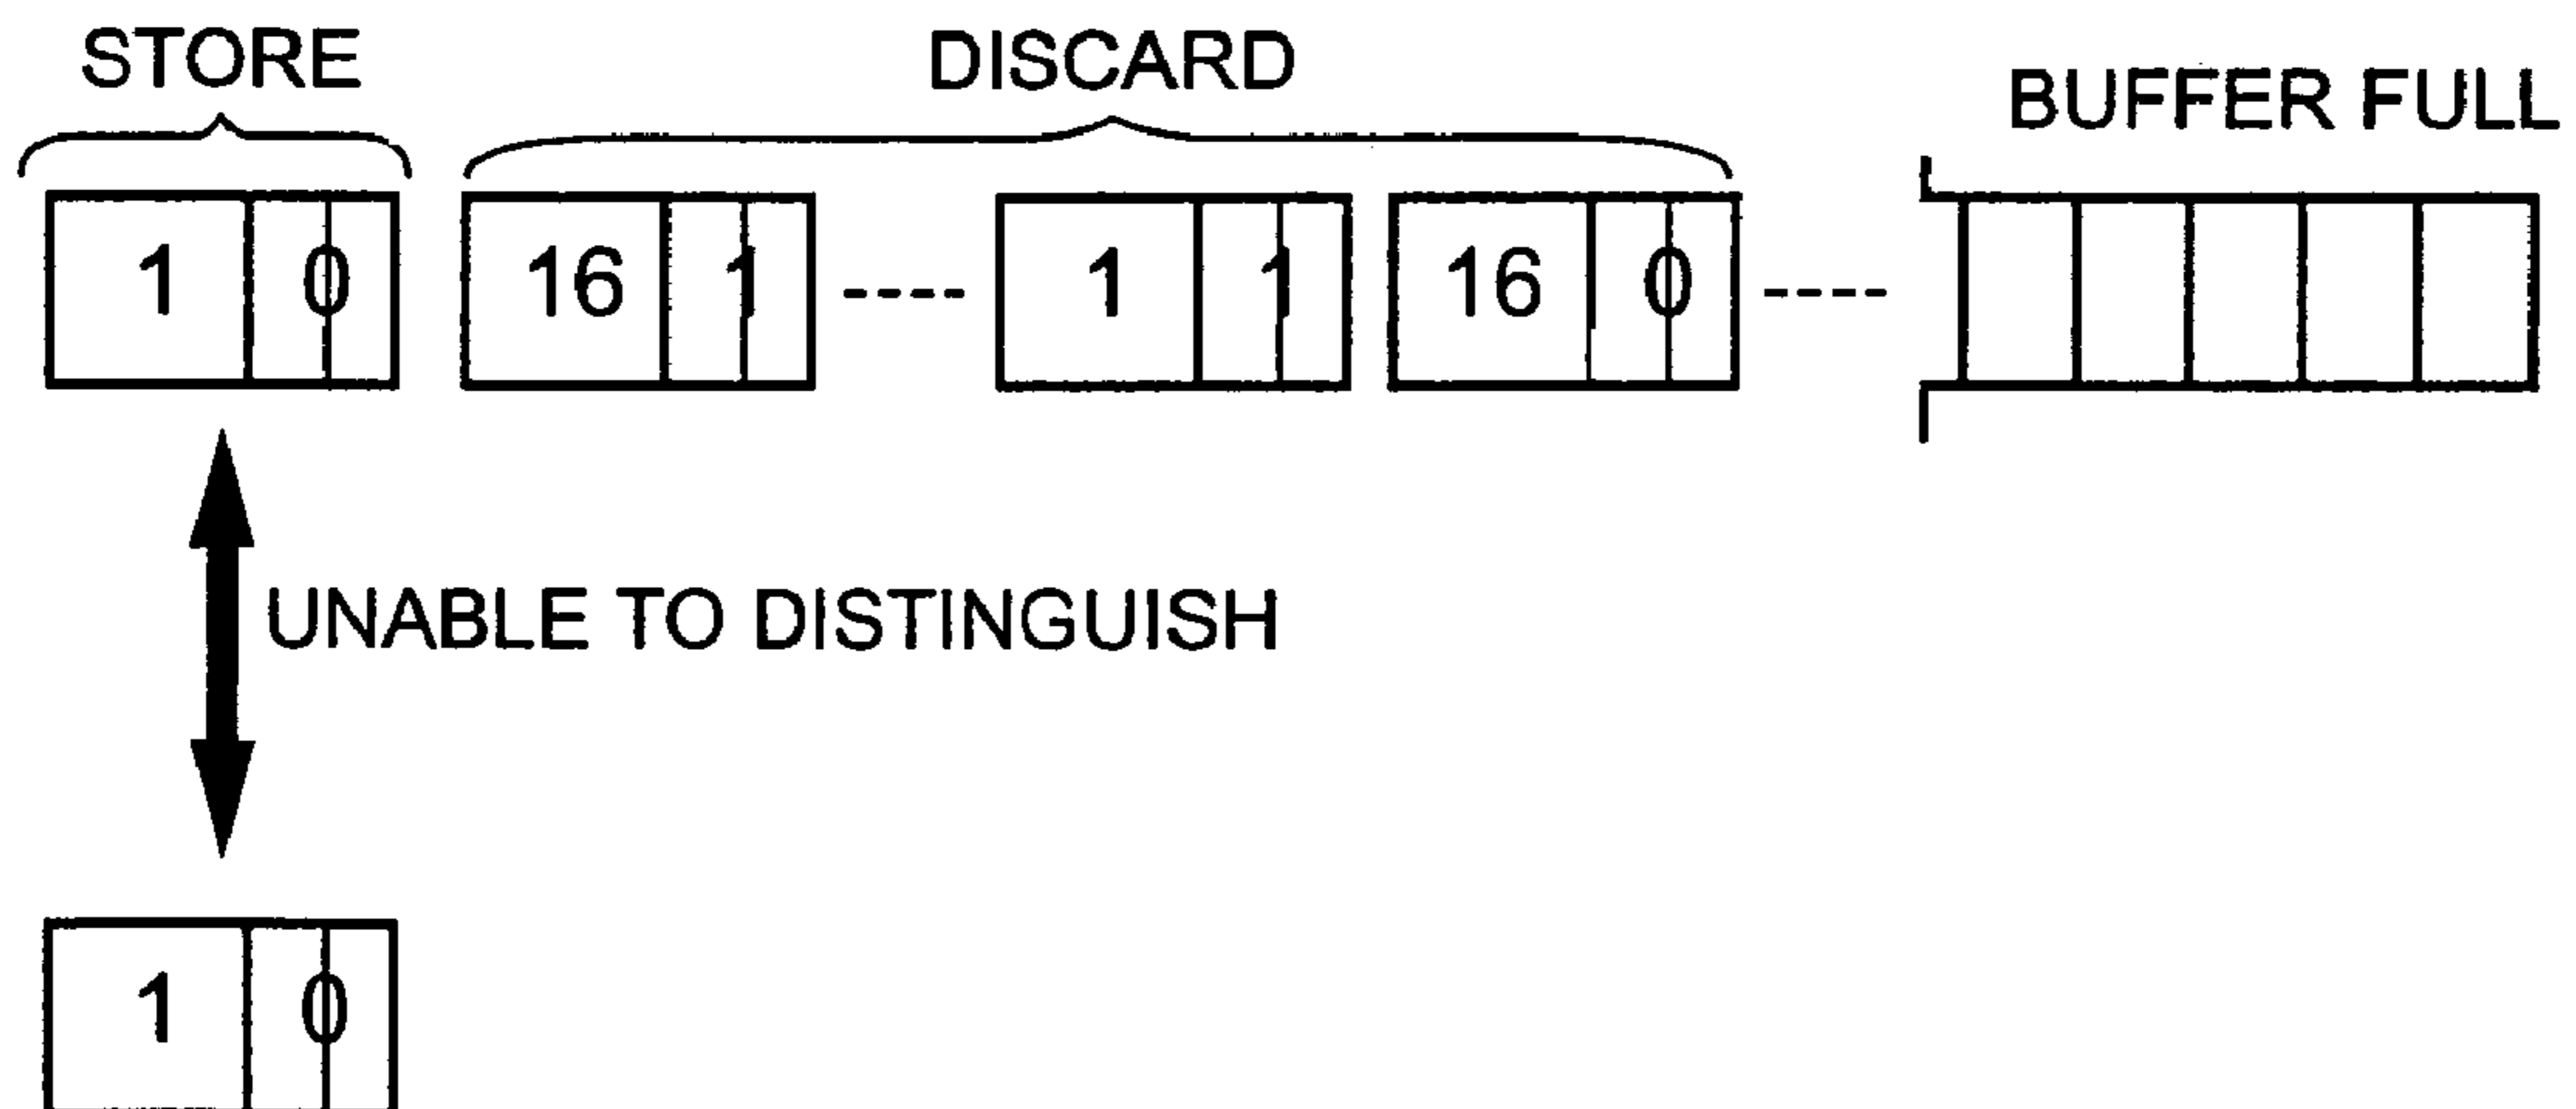 STORE DISCARD BUFFER FULL
1 0 16 1 ---- 1 1 16 0 ----
UNABLE TO DISTINGUISH
1 0